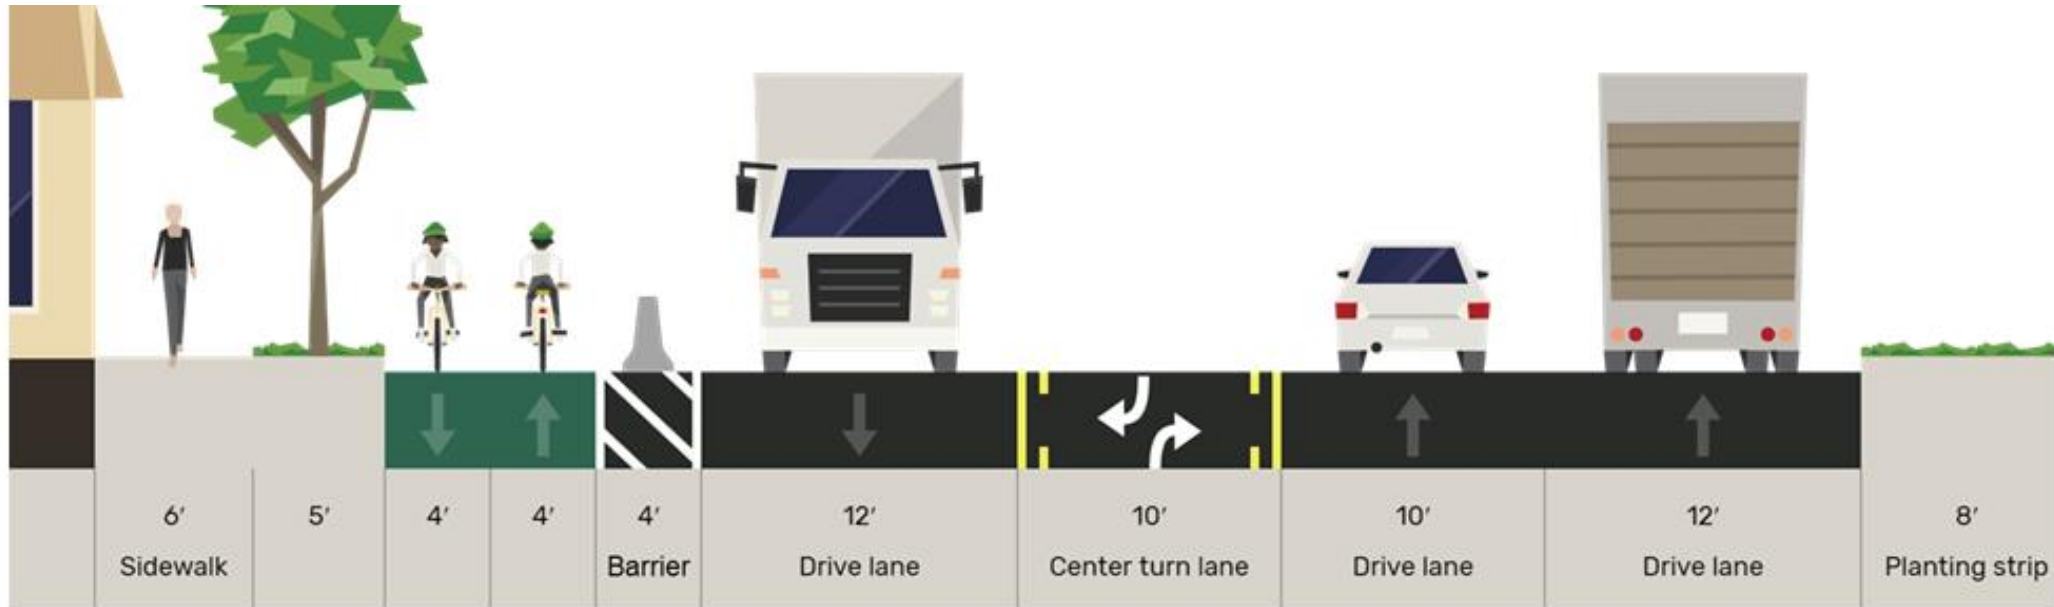 6′ 5′ 4′ 4′ 4′ 12′ 10′ 10′ 12′ 8′
Sidewalk Barrier Drive lane Center turn lane Drive lane Drive lane Planting strip